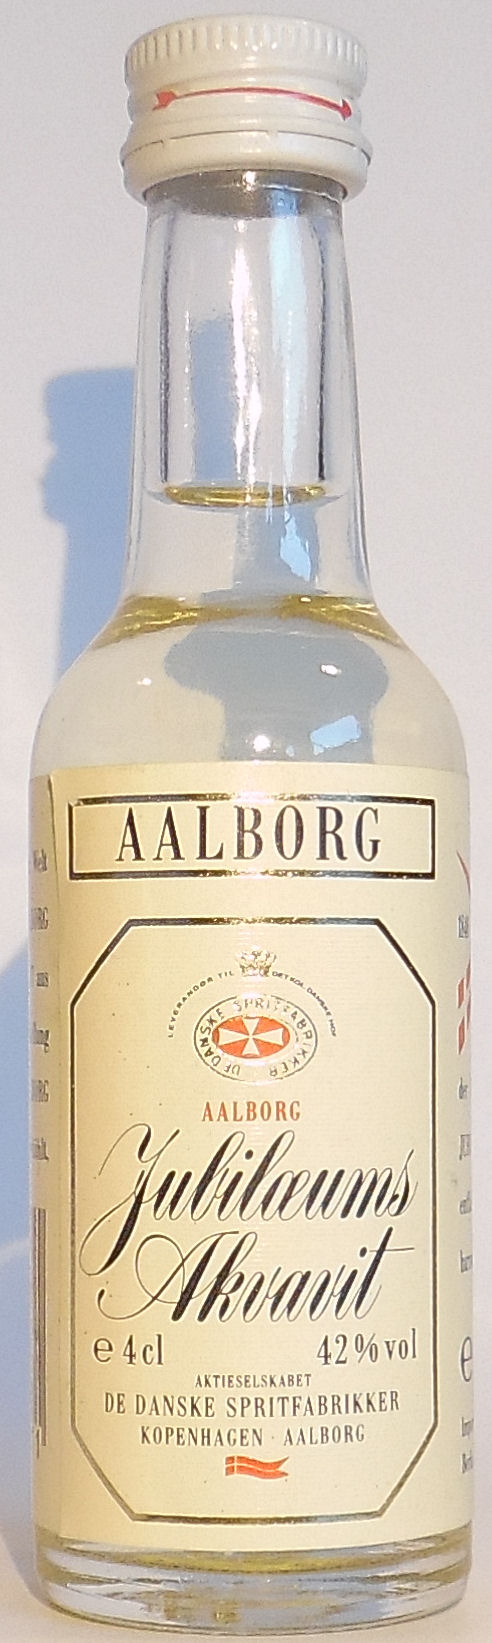 AALBORG
LEVERANDØR TIL DET KGL. DANSKE HOF
DE DANSKE SPRITFABRIKKER
AALBORG
Jubilæums
Akvavit
e 4 cl 42% vol
AKTIESELSKABET
DE DANSKE SPRITFABRIKKER
KOPENHAGEN · AALBORG